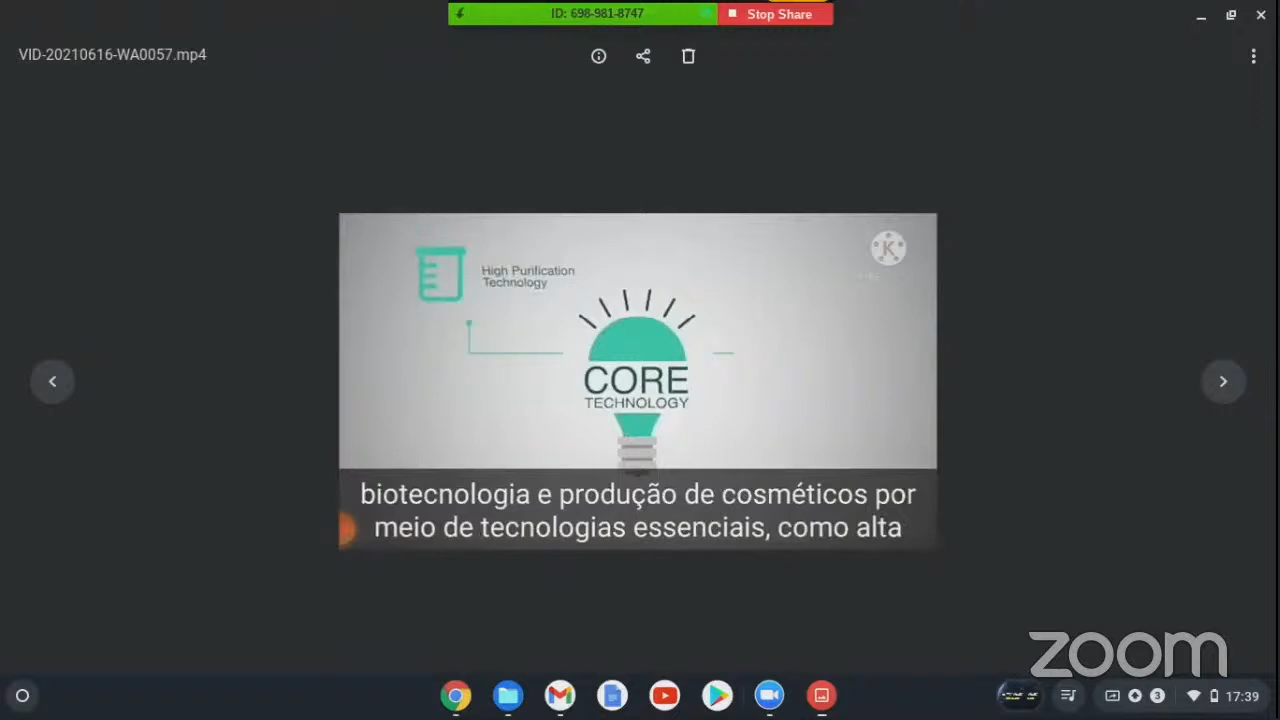 ID: 698-981-8747
Stop Share
VID-20210616-WA0057.mp4
High Purification
Technology
K
CORE
TECHNOLOGY
biotecnologia e produção de cosméticos por
meio de tecnologias essenciais, como alta
zoom
3
17:39